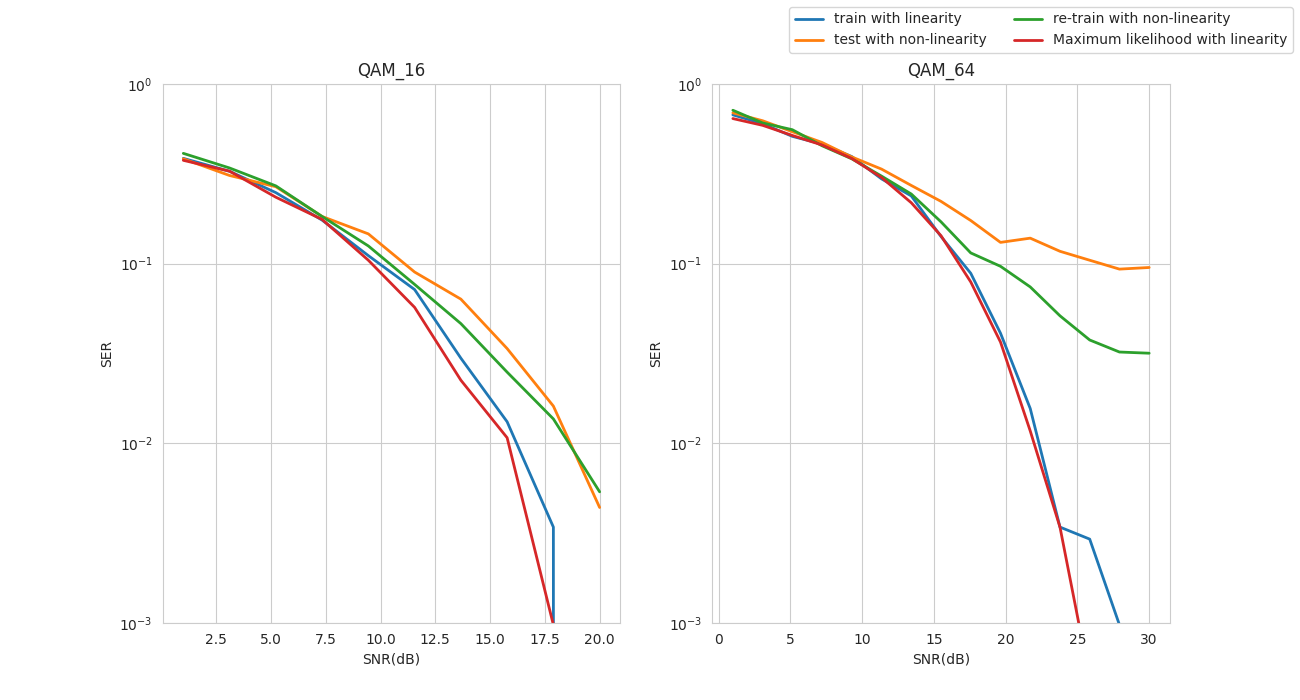 train with linearity
re-train with non-linearity
test with non-linearity
Maximum likelihood with linearity
QAM_16
QAM_64
10^0
10^-1
10^-2
10^-3
SER
2.5 5.0 7.5 10.0 12.5 15.0 17.5 20.0
SNR(dB)
10^0
10^-1
10^-2
10^-3
SER
0 5 10 15 20 25 30
SNR(dB)